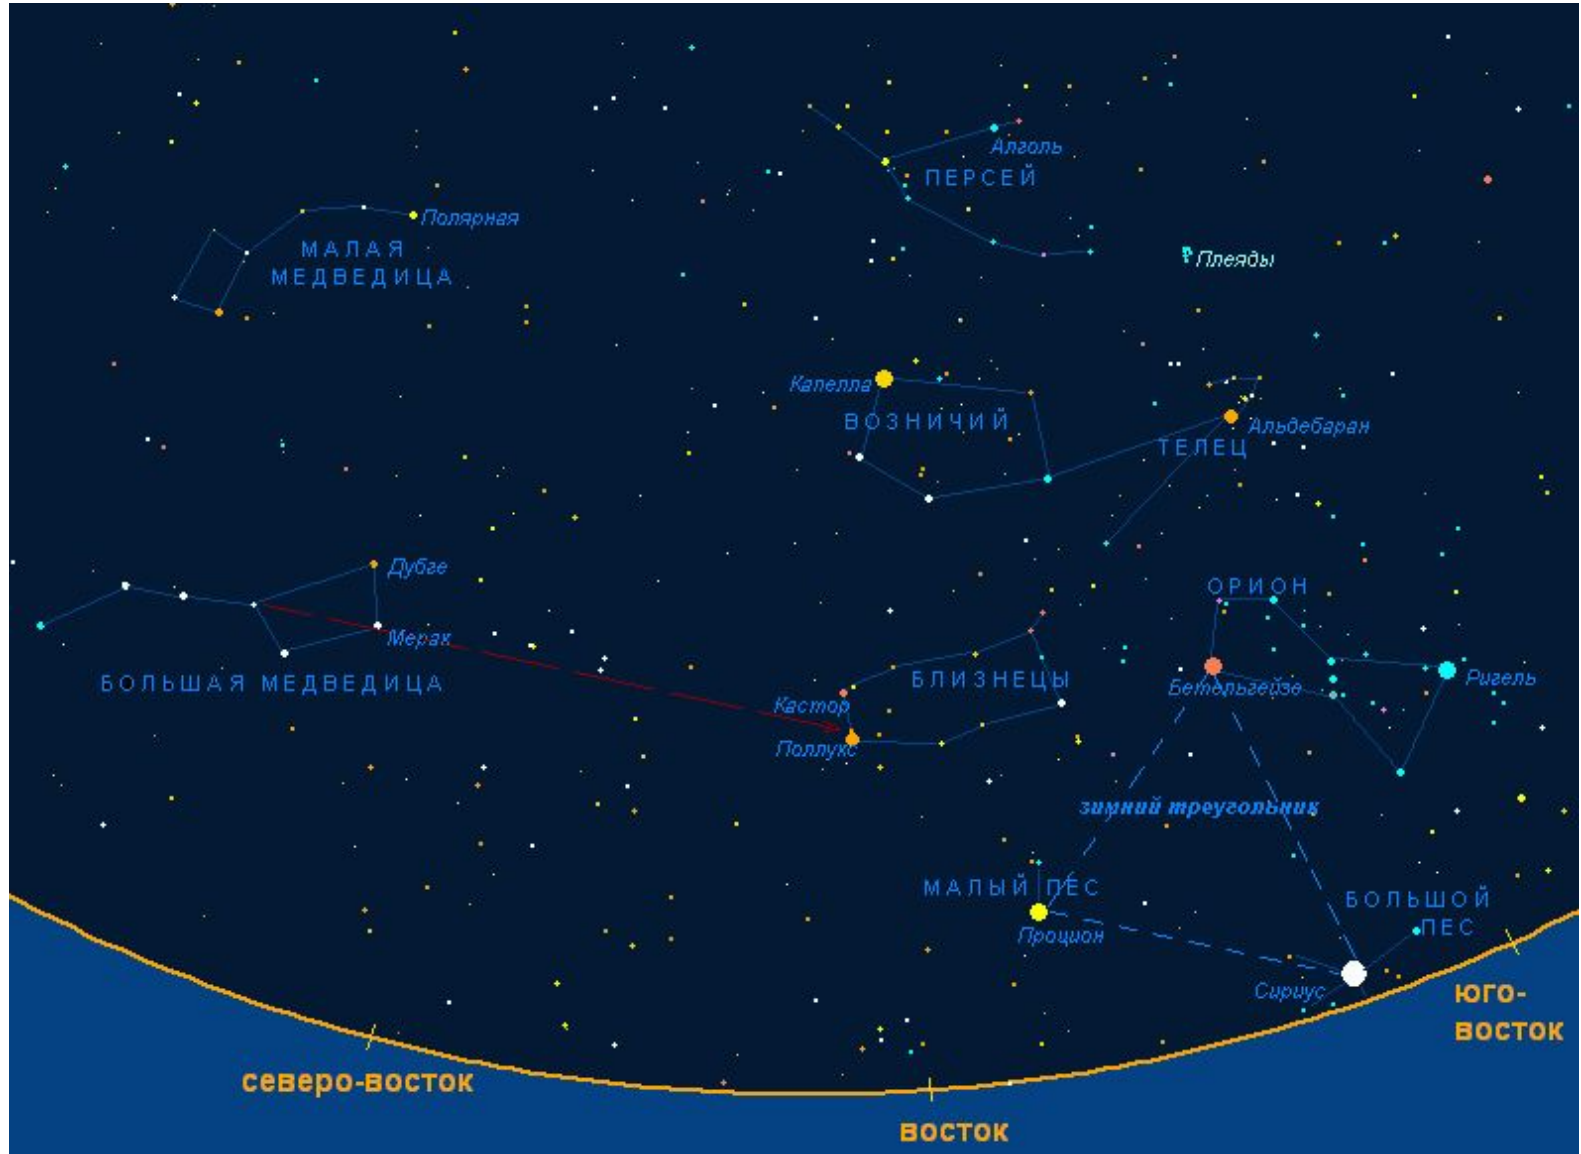 Алголь
ПЕРСЕЙ
Полярная
МАЛАЯ
МЕДВЕДИЦА
Плеяды
Капелла
ВОЗНИЧИЙ
Альдебаран
ТЕЛЕЦ
Дубге
Мерак
БОЛЬШАЯ МЕДВЕДИЦА
ОРИОН
БЛИЗНЕЦЫ
Бетельгейзе
Ригель
Кастор
Поллукс
зимний треугольник
МАЛЫЙ ПЕС
Процион
БОЛЬШОЙ
ПЕС
Сириус
юго-
восток
северо-восток
восток